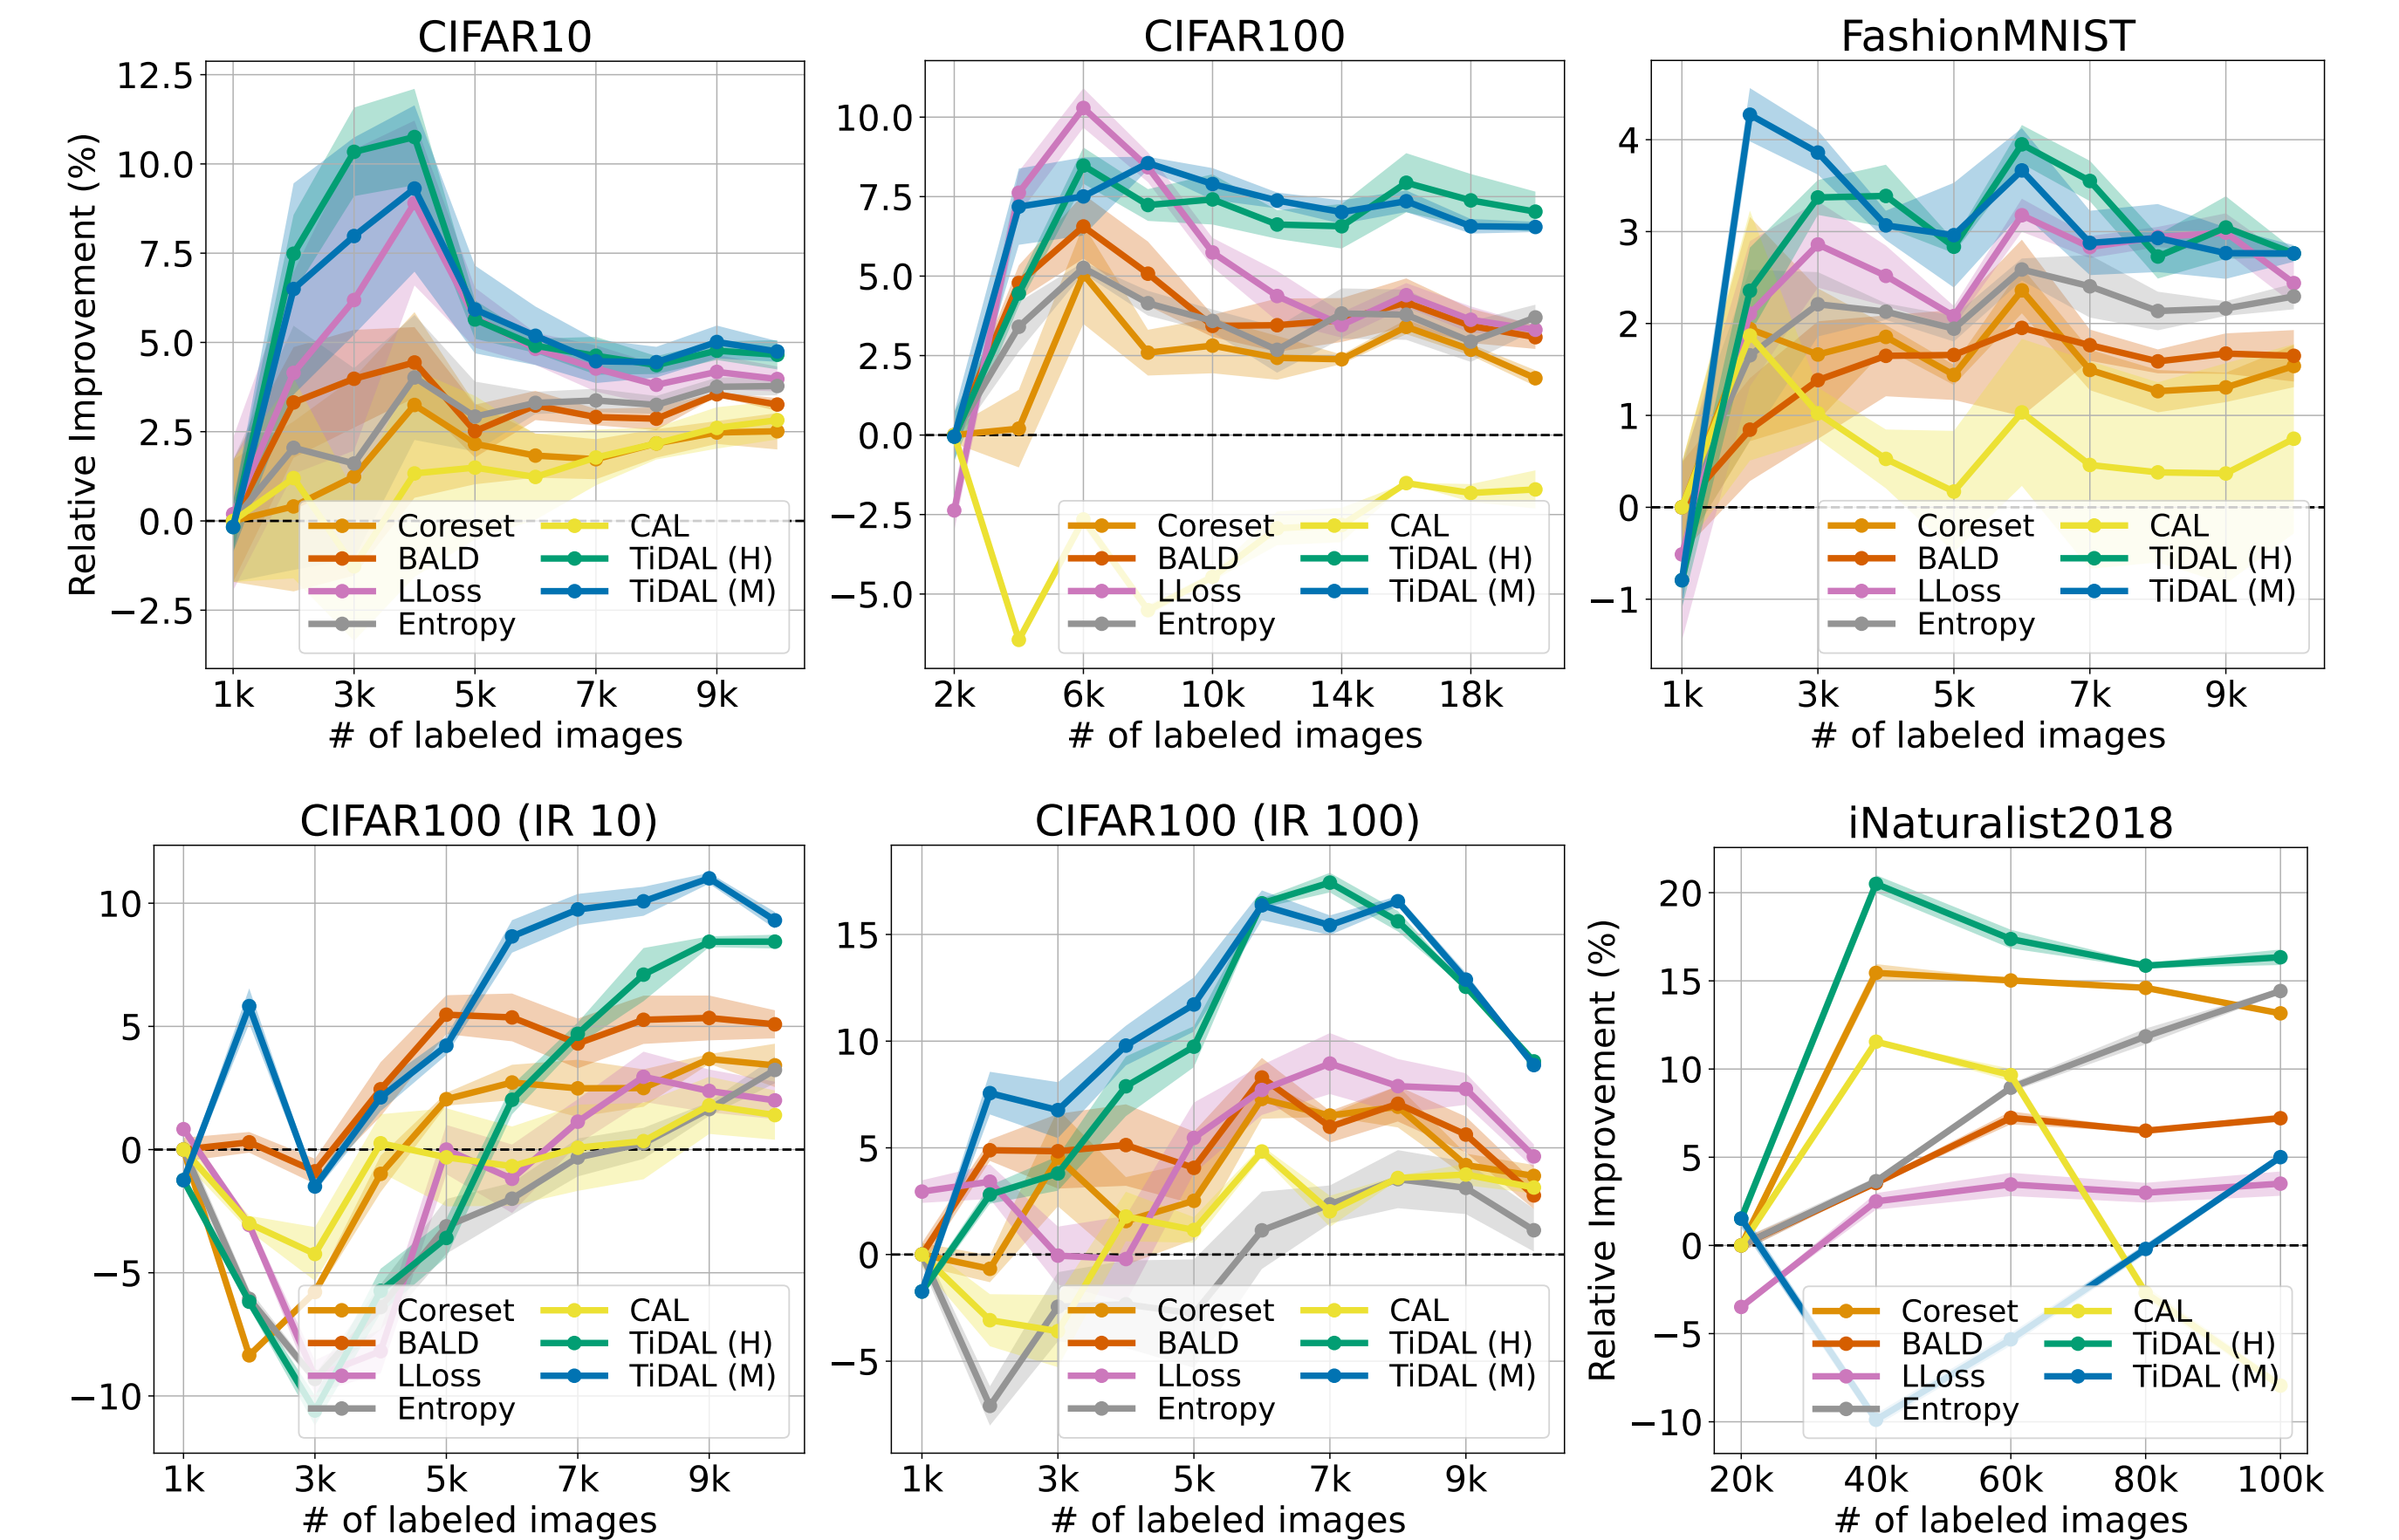 CIFAR10
Relative Improvement (%)
12.5
10.0
7.5
5.0
2.5
0.0
−2.5
1k 3k 5k 7k 9k
# of labeled images
Coreset
BALD
LLoss
Entropy
CAL
TiDAL (H)
TiDAL (M)
CIFAR100
10.0
7.5
5.0
2.5
0.0
−2.5
−5.0
2k 6k 10k 14k 18k
# of labeled images
Coreset
BALD
LLoss
Entropy
CAL
TiDAL (H)
TiDAL (M)
FashionMNIST
4
3
2
1
0
−1
1k 3k 5k 7k 9k
# of labeled images
Coreset
BALD
LLoss
Entropy
CAL
TiDAL (H)
TiDAL (M)
CIFAR100 (IR 10)
10
5
0
−5
−10
1k 3k 5k 7k 9k
# of labeled images
Coreset
BALD
LLoss
Entropy
CAL
TiDAL (H)
TiDAL (M)
CIFAR100 (IR 100)
15
10
5
0
−5
1k 3k 5k 7k 9k
# of labeled images
Coreset
BALD
LLoss
Entropy
CAL
TiDAL (H)
TiDAL (M)
iNaturalist2018
Relative Improvement (%)
20
15
10
5
0
−5
−10
20k 40k 60k 80k 100k
# of labeled images
Coreset
BALD
LLoss
Entropy
CAL
TiDAL (H)
TiDAL (M)